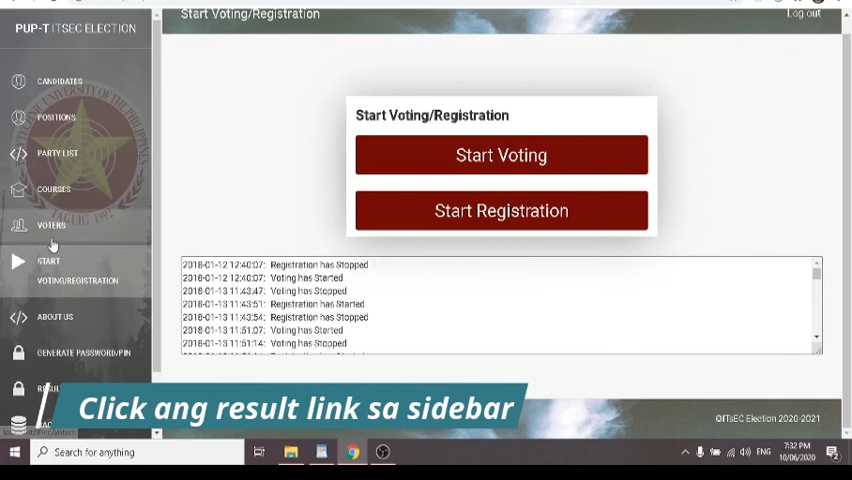 Start Voting/Registration
Log out
PUP-T ITSEC ELECTION
CANDIDATES
POSITIONS
PARTY LIST
COURSES
VOTERS
START
VOTING/REGISTRATION
ABOUT US
GENERATE PASSWORD/PIN
Start Voting/Registration
Start Voting
Start Registration
2018-01-12 12:40:07: Registration has Stopped
2018-01-12 12:40:07: Voting has Started
2018-01-13 11:43:47: Voting has Stopped
2018-01-13 11:43:51: Registration has Started
2018-01-13 11:43:54: Registration has Stopped
2018-01-13 11:51:07: Voting has Started
2018-01-13 11:51:14: Voting has Stopped
Click ang result link sa sidebar
©ITSEC Election 2020-2021
Search for anything
ENG
7:32 PM
10/06/2020